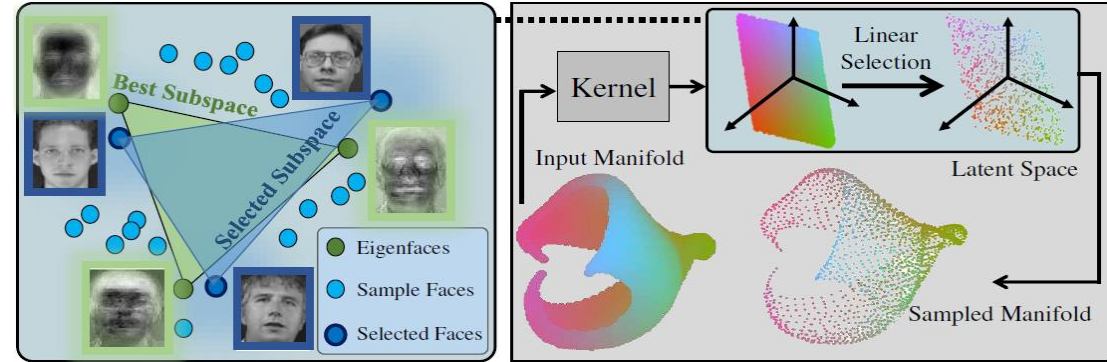 Best Subspace
Selected Subspace
Eigenfaces
Sample Faces
Selected Faces
Kernel
Linear
Selection
Input Manifold
Latent Space
Sampled Manifold